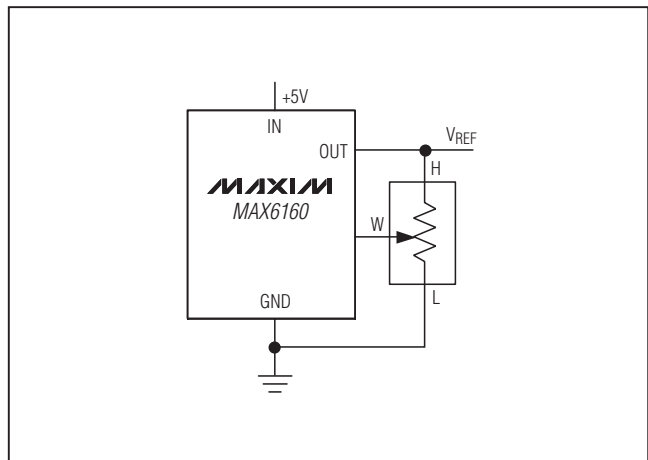 +5V
IN
OUT
VREF
H
MAXIM
MAX6160
W
GND
L